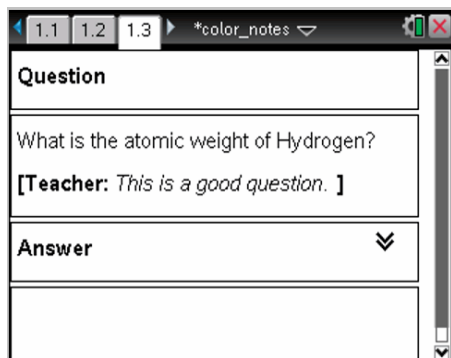 1.1 1.2 1.3 *color_notes
Question
What is the atomic weight of Hydrogen?
[Teacher: This is a good question. ]
Answer